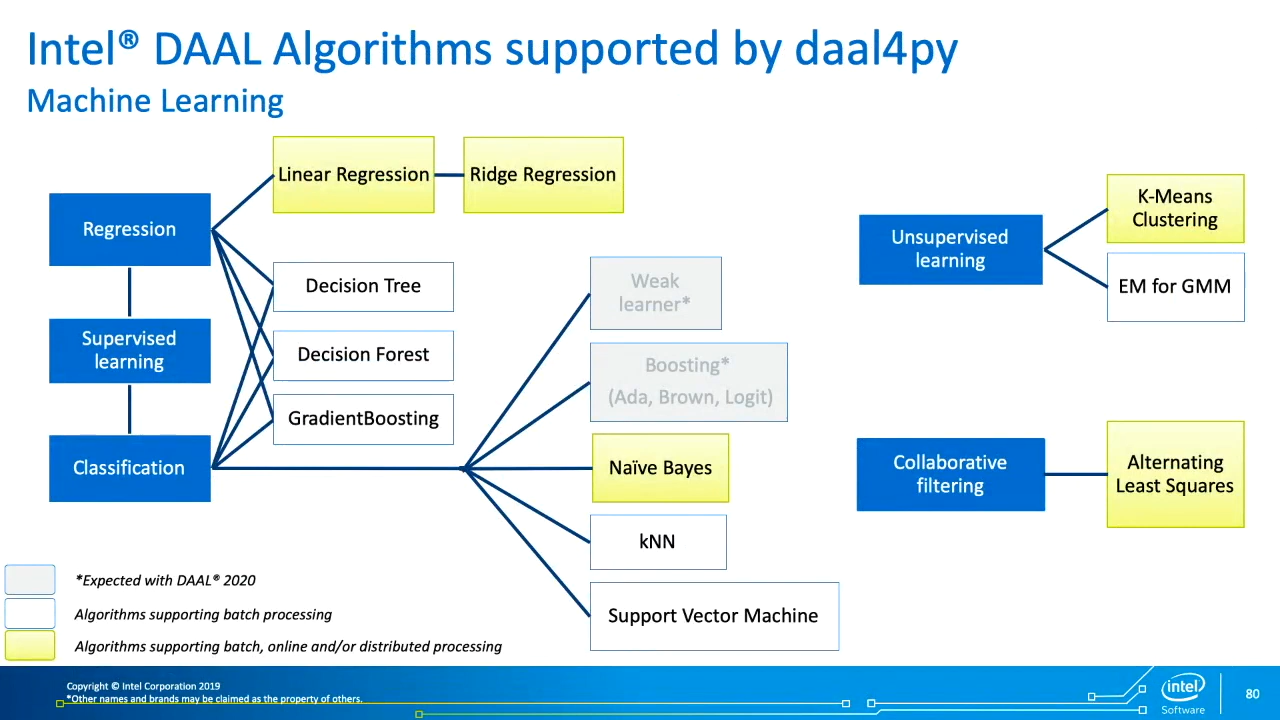 Intel® DAAL Algorithms supported by daal4py
Machine Learning
Linear Regression
Ridge Regression
Regression
Decision Tree
Supervised
learning
Decision Forest
GradientBoosting
Classification
Weak
learner*
Boosting*
(Ada, Brown, Logit)
Naïve Bayes
kNN
Support Vector Machine
Unsupervised
learning
K-Means
Clustering
EM for GMM
Collaborative
filtering
Alternating
Least Squares
*Expected with DAAL® 2020
Algorithms supporting batch processing
Algorithms supporting batch, online and/or distributed processing
Copyright © Intel Corporation 2019
*Other names and brands may be claimed as the property of others.
intel
Software
80